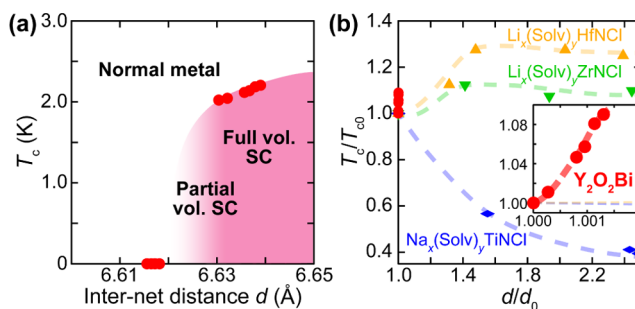 (a)
3.0
2.0
1.0
0
T_c (K)
Normal metal
Full vol.
SC
Partial
vol. SC
6.61
6.63
6.65
Inter-net distance d (Å)
(b)
1.4
1.2
1.0
0.8
0.6
0.4
T_c/T_c0
Li_x(Solv)_yHfNCl
Li_x(Solv)_yZrNCl
Na_x(Solv)_yTiNCl
1.08
1.04
1.00
Y₂O₂Bi
1.000
1.001
1.0
1.4
1.8
2.4
d/d₀